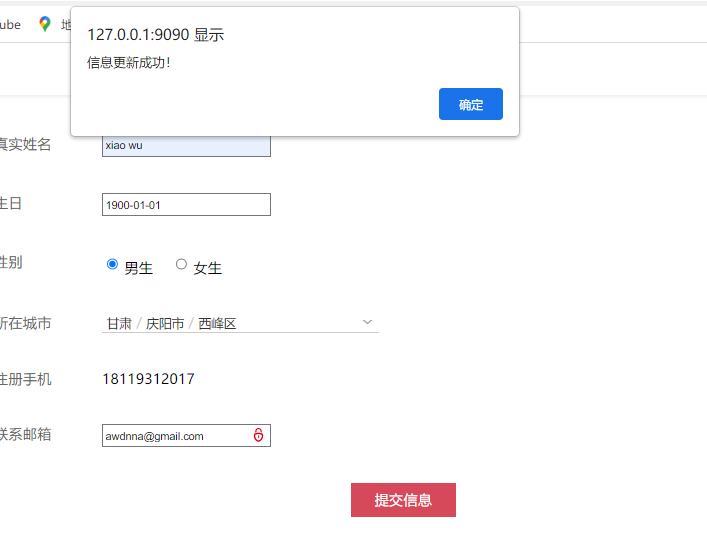 ube
127.0.0.1:9090 显示
信息更新成功！
确定
真实姓名 xiao wu
生日 1900-01-01
性别 男生 女生
所在城市 甘肃 / 庆阳市 / 西峰区
注册手机 18119312017
联系邮箱 awdnna@gmail.com
提交信息